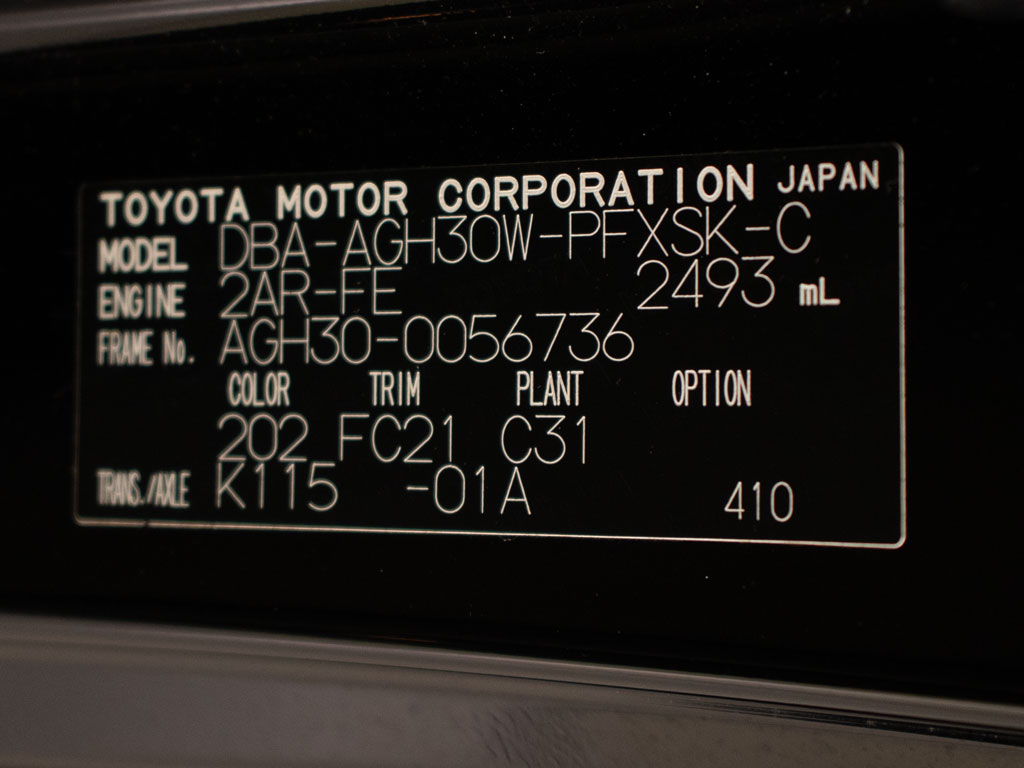 TOYOTA MOTOR CORPORATION JAPAN
MODEL DBA-AGH30W-PFXSK-C
ENGINE 2AR-FE 2493 mL
FRAME No. AGH30-0056736
COLOR TRIM PLANT OPTION
202 FC21 C31
TRANS./AXLE K115 -01A 410